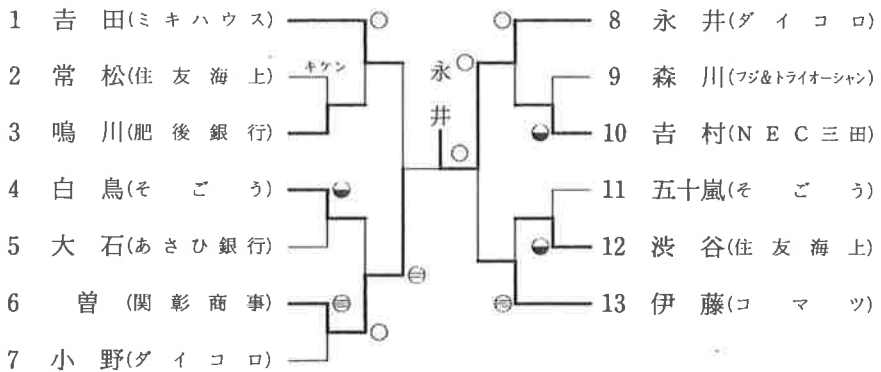 1 吉田(ミキハウス)
2 常松(住友海上)
キケン
3 鳴川(肥後銀行)
4 白鳥(そごう)
5 大石(あさひ銀行)
6 曽(関彰商事)
7 小野(ダイコロ)
永井
8 永井(ダイコロ)
9 森川(フジ&トライオーシャン)
10 吉村(NEC三田)
11 五十嵐(そごう)
12 渋谷(住友海上)
13 伊藤(コマツ)